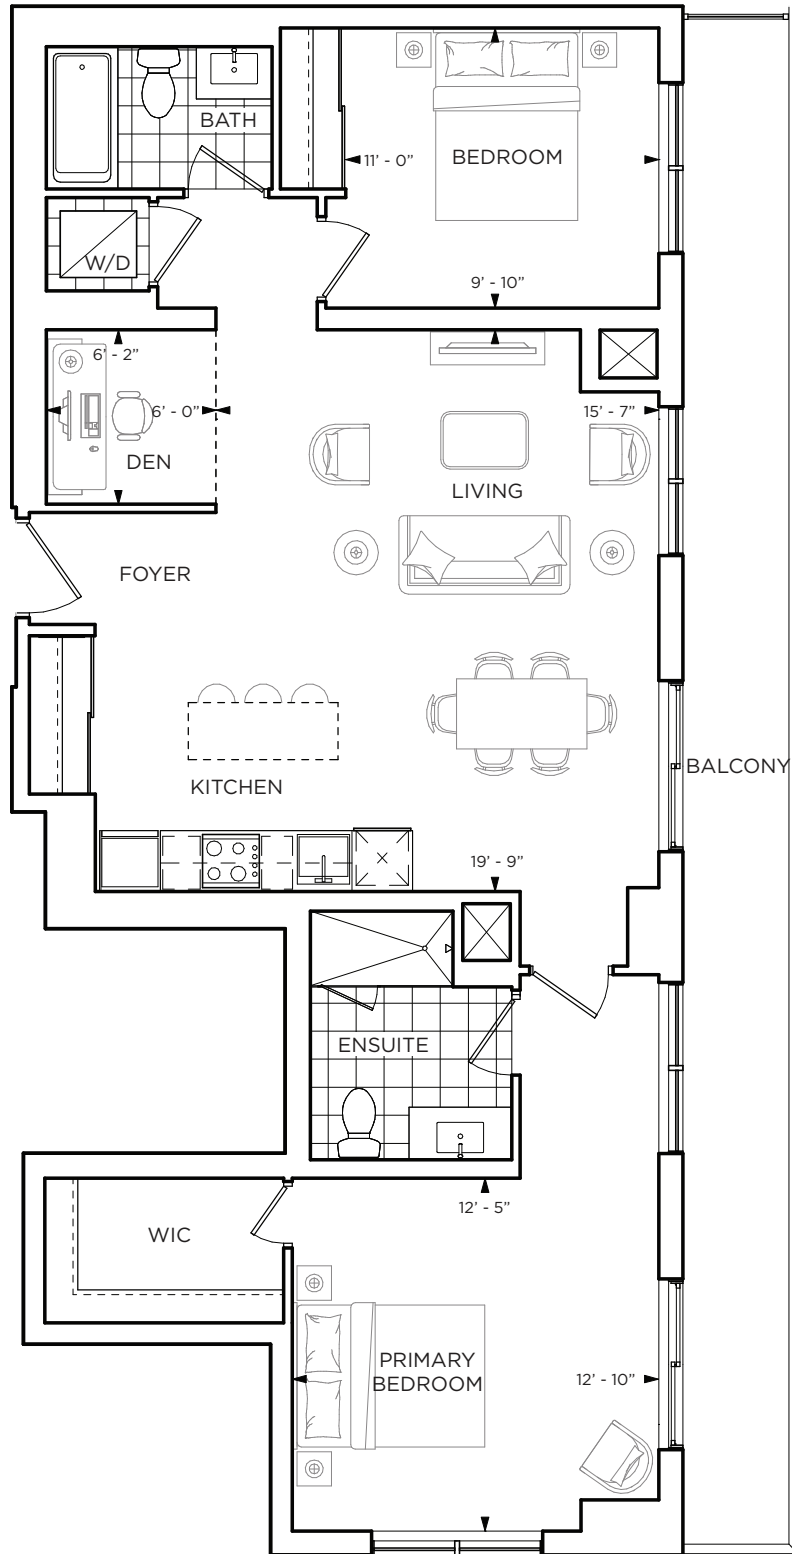 BATH
11' - 0"
BEDROOM
W/D
9' - 10"
6' - 2"
6' - 0"
15' - 7"
DEN
LIVING
FOYER
BALCONY
KITCHEN
19' - 9"
ENSUITE
12' - 5"
WIC
PRIMARY
BEDROOM
12' - 10"